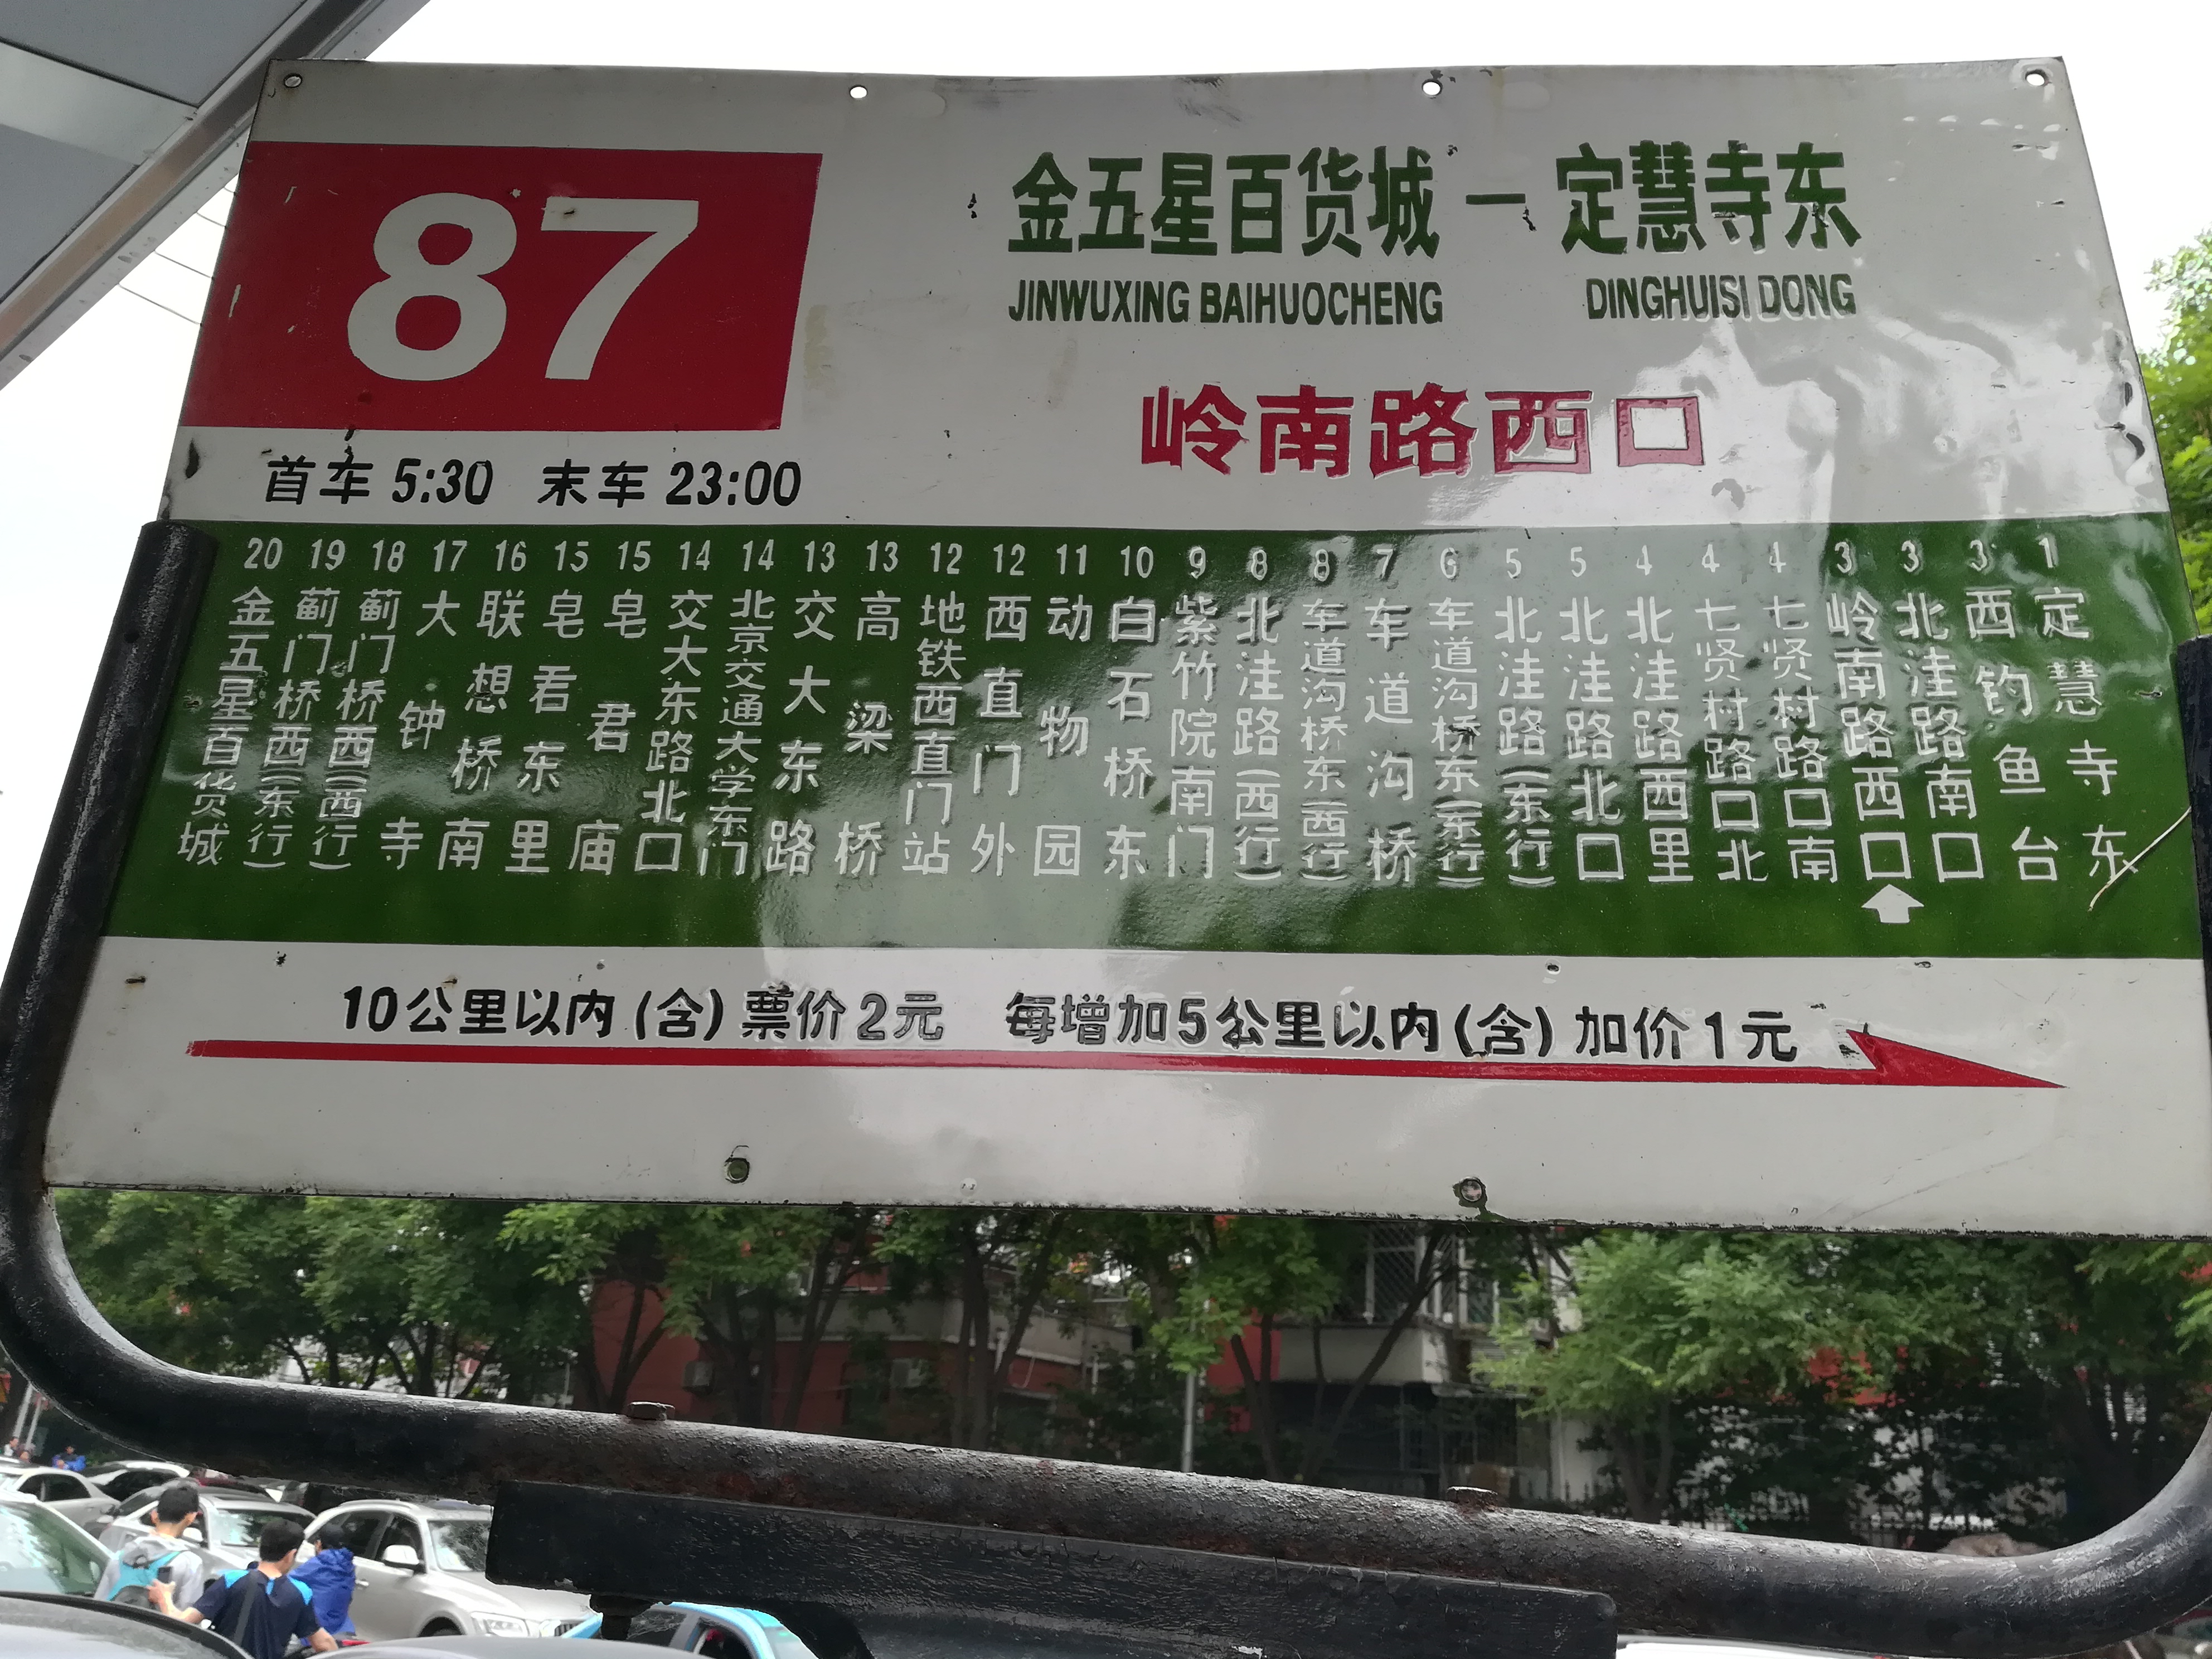 87
金五星百货城 — 定慧寺东
JINWUXING BAIHUOCHENG DINGHUISI DONG
岭南路西口
首车 5:30 末车 23:00
20 金五星百货城
19 蓟门桥西(东行)
18 蓟门桥西(西行)
17 大钟寺
16 联想桥南
15 皂君东里
15 皂君庙
14 交大东路北口
14 北京交通大学东门
13 交大东路
13 高梁桥
12 地铁西直门站
12 西直门外
11 动物园
10 白石桥东
9 紫竹院南门
8 北洼路(西行)
8 车道沟桥东(西行)
7 车道沟桥
6 车道沟桥东(东行)
5 北洼路(东行)
5 北洼路北口
4 北洼路西里
4 七贤村路口北
4 七贤村路口南
3 岭南路西口
3 北洼路南口
3 西钓鱼台
1 定慧寺东
10公里以内(含)票价2元 每增加5公里以内(含)加价1元